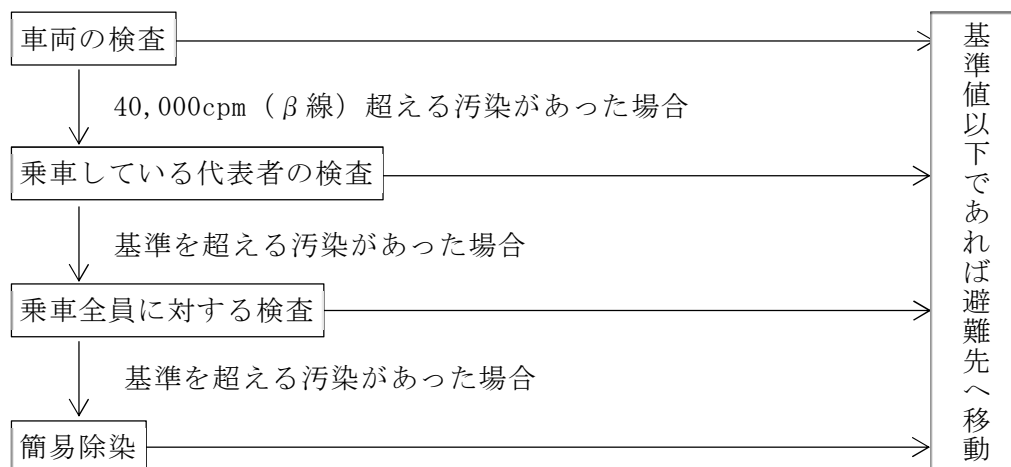 車両の検査
40,000cpm（β線）超える汚染があった場合
乗車している代表者の検査
基準を超える汚染があった場合
乗車全員に対する検査
基準を超える汚染があった場合
簡易除染
基準値以下であれば避難先へ移動